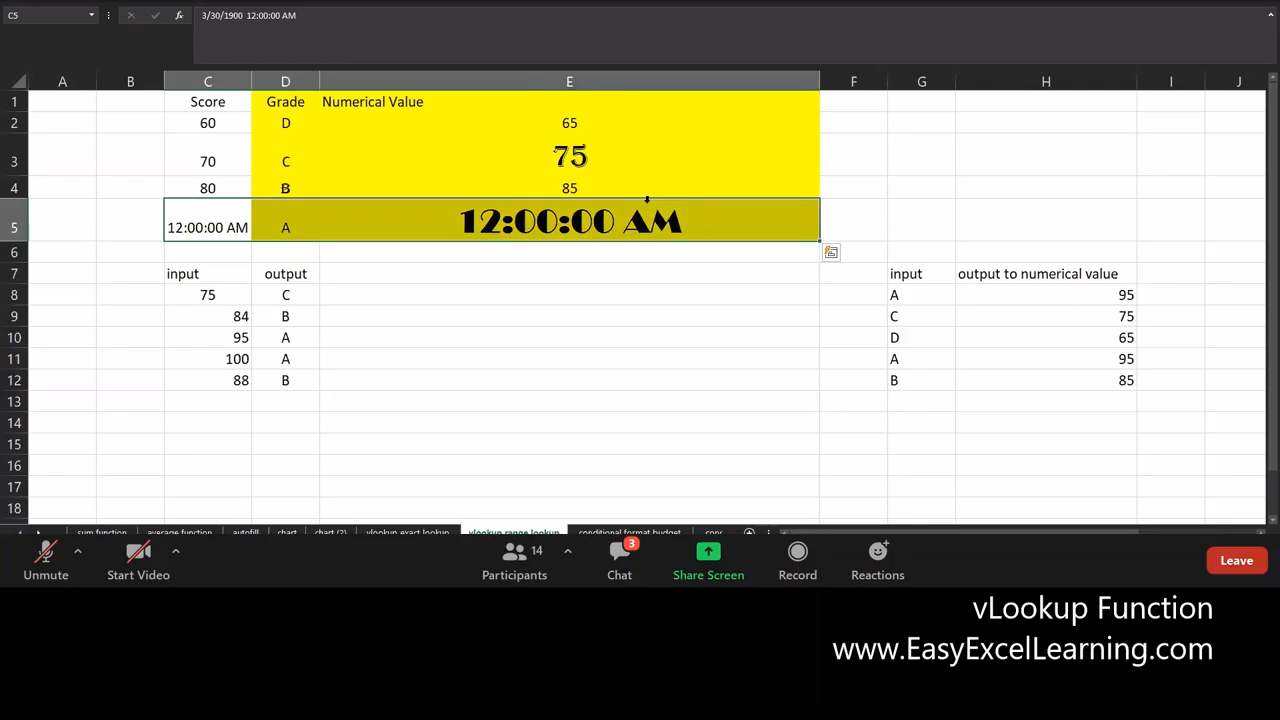 C5 fx 3/30/1900 12:00:00 AM
A B C D E F G H I J
1 Score Grade Numerical Value
2 60 D 65
3 70 C 75
4 80 B 85
5 12:00:00 AM A 12:00:00 AM
6
7 input output input output to numerical value
8 75 C A 95
9 84 B C 75
10 95 A D 65
11 100 A A 95
12 88 B B 85
13
14
15
16
17
18
sum function average function autofill chart chart (2) vlookup exact lookup vlookup range lookup conditional format budget copy
3 14
Unmute Start Video Participants Chat Share Screen Record Reactions Leave
vLookup Function
www.EasyExcelLearning.com